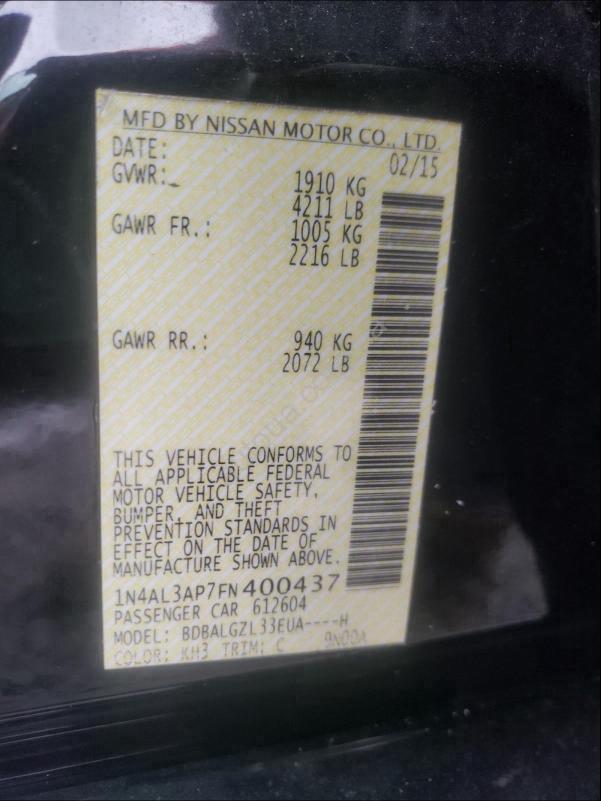 MFD BY NISSAN MOTOR CO., LTD.
DATE: 02/15
GVWR: 1910 KG
4211 LB
GAWR FR.: 1005 KG
2216 LB
GAWR RR.: 940 KG
2072 LB
THIS VEHICLE CONFORMS TO
ALL APPLICABLE FEDERAL
MOTOR VEHICLE SAFETY,
BUMPER, AND THEFT
PREVENTION STANDARDS IN
EFFECT ON THE DATE OF
MANUFACTURE SHOWN ABOVE.
1N4AL3AP7FN400437
PASSENGER CAR 612604
MODEL: BDBALGZL33EUA----H
COLOR: KH3 TRIM: C 9N00A